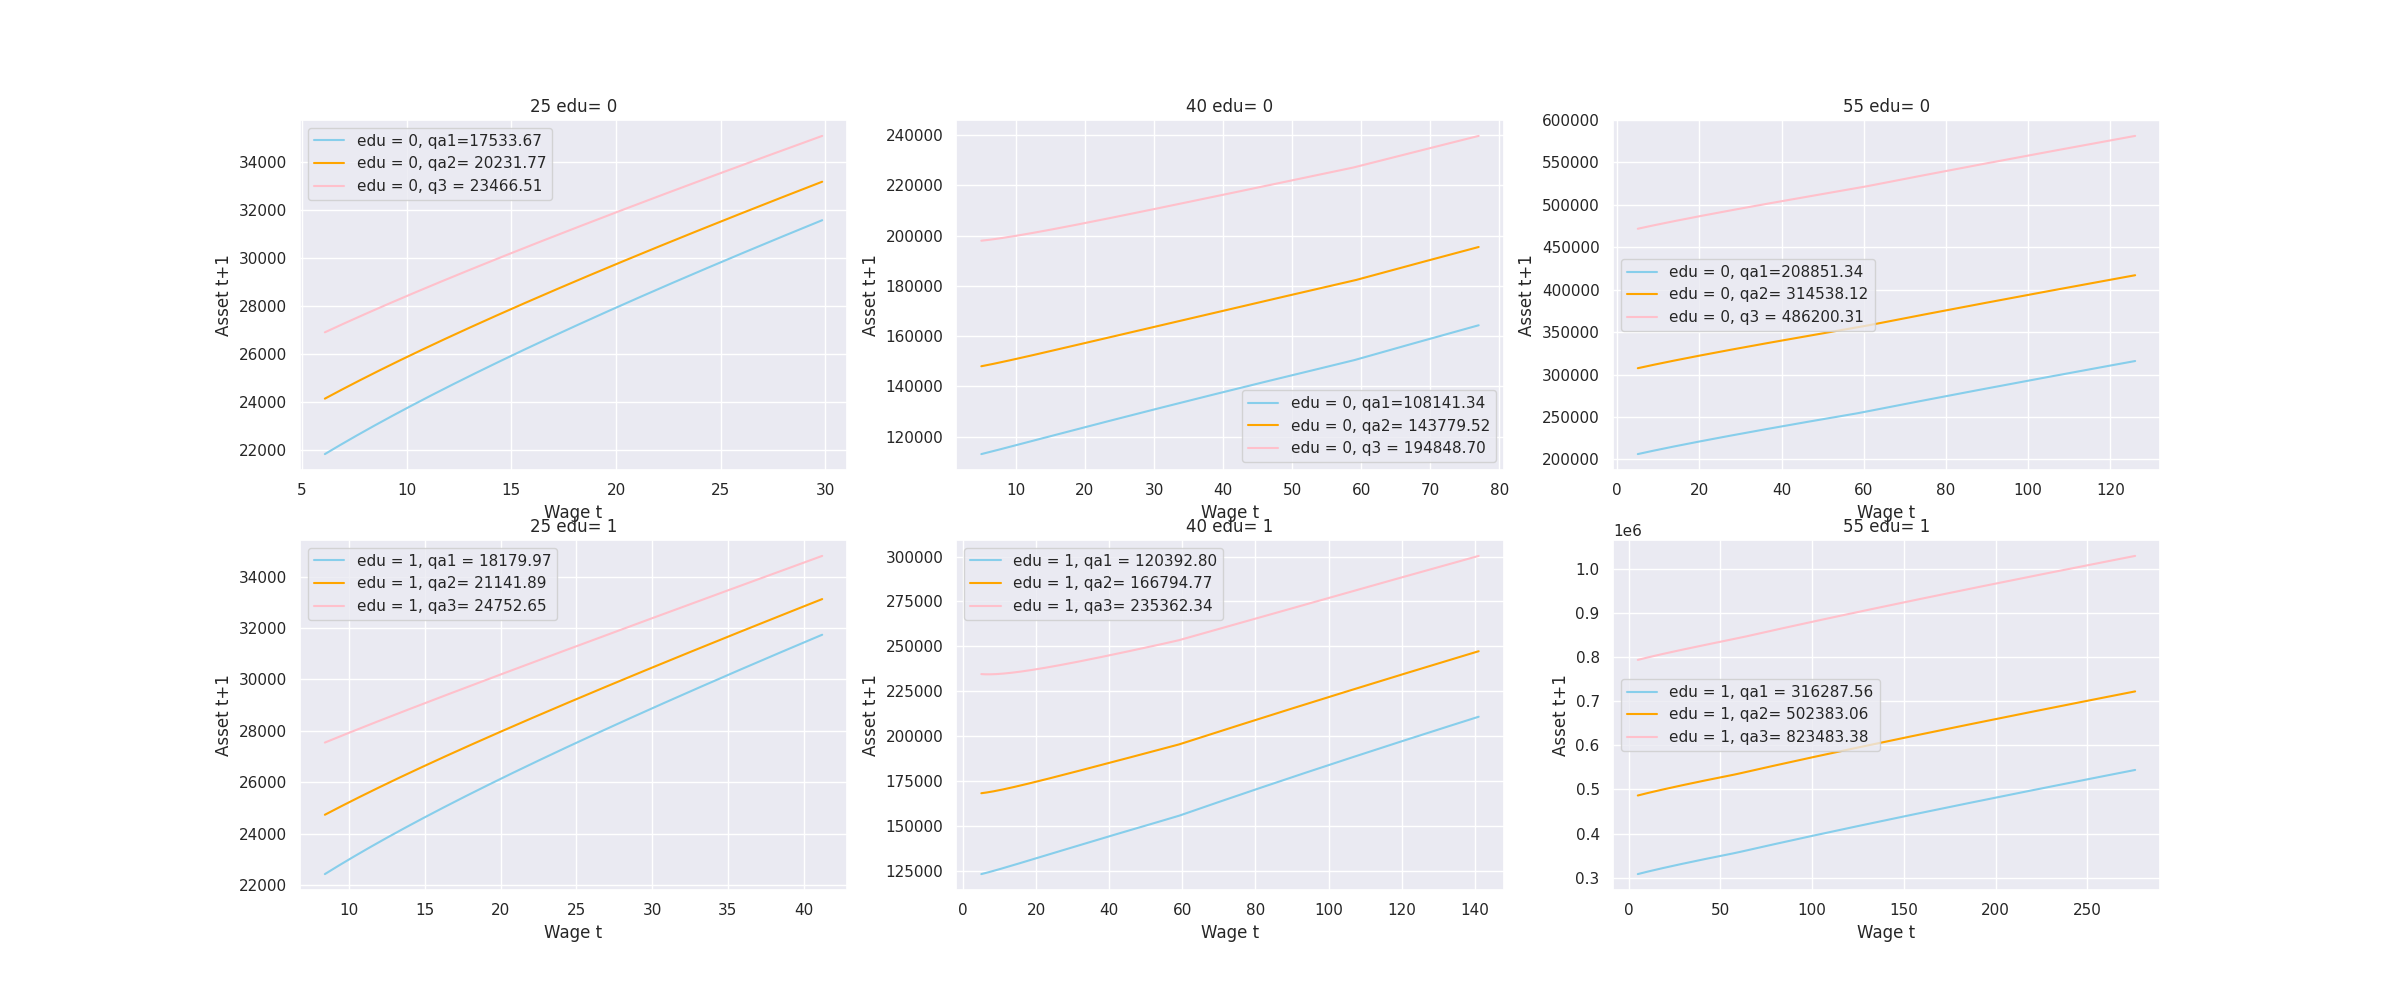 25 edu= 0
edu = 0, qa1=17533.67
edu = 0, qa2= 20231.77
edu = 0, q3 = 23466.51
34000
32000
30000
28000
26000
24000
22000
Asset t+1
5 10 15 20 25 30
Wage t
40 edu= 0
240000
220000
200000
180000
160000
140000
120000
Asset t+1
edu = 0, qa1=108141.34
edu = 0, qa2= 143779.52
edu = 0, q3 = 194848.70
10 20 30 40 50 60 70 80
Wage t
55 edu= 0
600000
550000
500000
450000
400000
350000
300000
250000
200000
Asset t+1
edu = 0, qa1=208851.34
edu = 0, qa2= 314538.12
edu = 0, q3 = 486200.31
0 20 40 60 80 100 120
Wage t
25 edu= 1
edu = 1, qa1 = 18179.97
edu = 1, qa2= 21141.89
edu = 1, qa3= 24752.65
34000
32000
30000
28000
26000
24000
22000
Asset t+1
10 15 20 25 30 35 40
Wage t
40 edu= 1
edu = 1, qa1 = 120392.80
edu = 1, qa2= 166794.77
edu = 1, qa3= 235362.34
300000
275000
250000
225000
200000
175000
150000
125000
Asset t+1
0 20 40 60 80 100 120 140
Wage t
55 edu= 1
1e6
1.0
0.9
0.8
0.7
0.6
0.5
0.4
0.3
Asset t+1
edu = 1, qa1 = 316287.56
edu = 1, qa2= 502383.06
edu = 1, qa3= 823483.38
0 50 100 150 200 250
Wage t